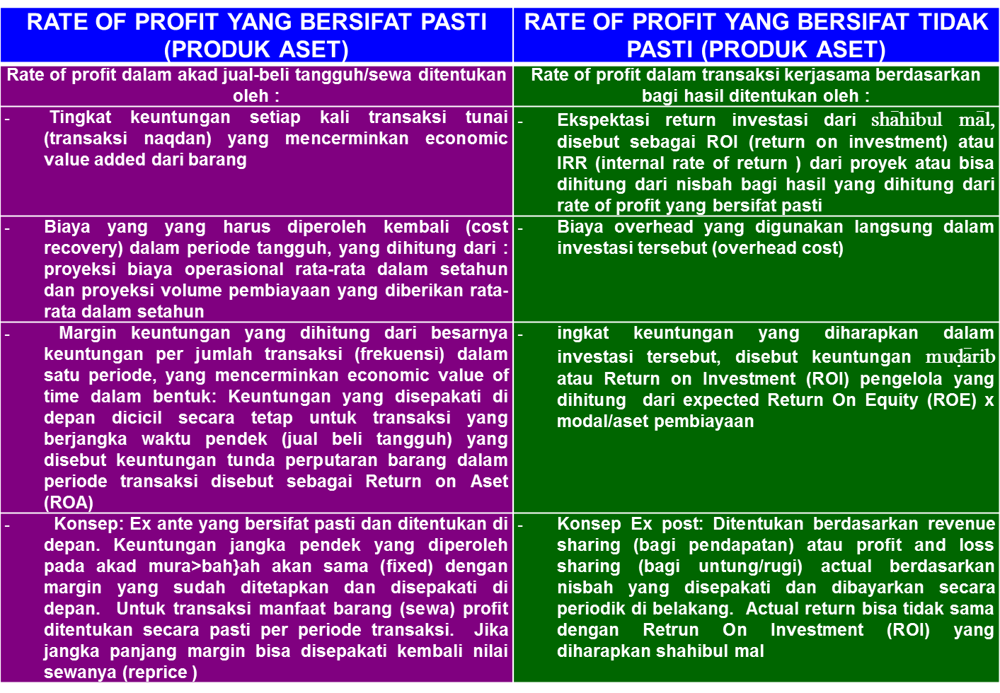 RATE OF PROFIT YANG BERSIFAT PASTI
(PRODUK ASET)
RATE OF PROFIT YANG BERSIFAT TIDAK
PASTI (PRODUK ASET)
Rate of profit dalam akad jual-beli tangguh/sewa ditentukan
oleh :
Rate of profit dalam transaksi kerjasama berdasarkan
bagi hasil ditentukan oleh :
- Tingkat keuntungan setiap kali transaksi tunai
(transaksi naqdan) yang mencerminkan economic
value added dari barang
- Ekspektasi return investasi dari shāhibul māl,
disebut sebagai ROI (return on investment) atau
IRR (internal rate of return ) dari proyek atau bisa
dihitung dari nisbah bagi hasil yang dihitung dari
rate of profit yang bersifat pasti
- Biaya yang yang harus diperoleh kembali (cost
recovery) dalam periode tangguh, yang dihitung dari :
proyeksi biaya operasional rata-rata dalam setahun
dan proyeksi volume pembiayaan yang diberikan rata-
rata dalam setahun
- Biaya overhead yang digunakan langsung dalam
investasi tersebut (overhead cost)
- Margin keuntungan yang dihitung dari besarnya
keuntungan per jumlah transaksi (frekuensi) dalam
satu periode, yang mencerminkan economic value of
time dalam bentuk: Keuntungan yang disepakati di
depan dicicil secara tetap untuk transaksi yang
berjangka waktu pendek (jual beli tangguh) yang
disebut keuntungan tunda perputaran barang dalam
periode transaksi disebut sebagai Return on Aset
(ROA)
- ingkat keuntungan yang diharapkan dalam
investasi tersebut, disebut keuntungan muḍārib
atau Return on Investment (ROI) pengelola yang
dihitung dari expected Return On Equity (ROE) x
modal/aset pembiayaan
- Konsep: Ex ante yang bersifat pasti dan ditentukan di
depan. Keuntungan jangka pendek yang diperoleh
pada akad mura>bah}ah akan sama (fixed) dengan
margin yang sudah ditetapkan dan disepakati di
depan. Untuk transaksi manfaat barang (sewa) profit
ditentukan secara pasti per periode transaksi. Jika
jangka panjang margin bisa disepakati kembali nilai
sewanya (reprice )
- Konsep Ex post: Ditentukan berdasarkan revenue
sharing (bagi pendapatan) atau profit and loss
sharing (bagi untung/rugi) actual berdasarkan
nisbah yang disepakati dan dibayarkan secara
periodik di belakang. Actual return bisa tidak sama
dengan Retrun On Investment (ROI) yang
diharapkan shahibul mal